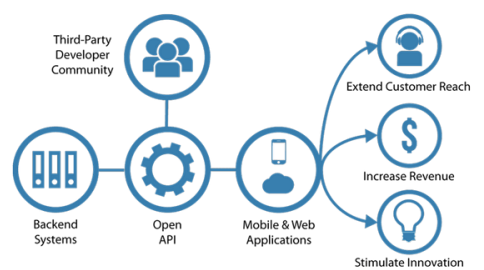 Third-Party
Developer
Community
Extend Customer Reach
$
Increase Revenue
Backend
Systems
Open
API
Mobile & Web
Applications
Stimulate Innovation